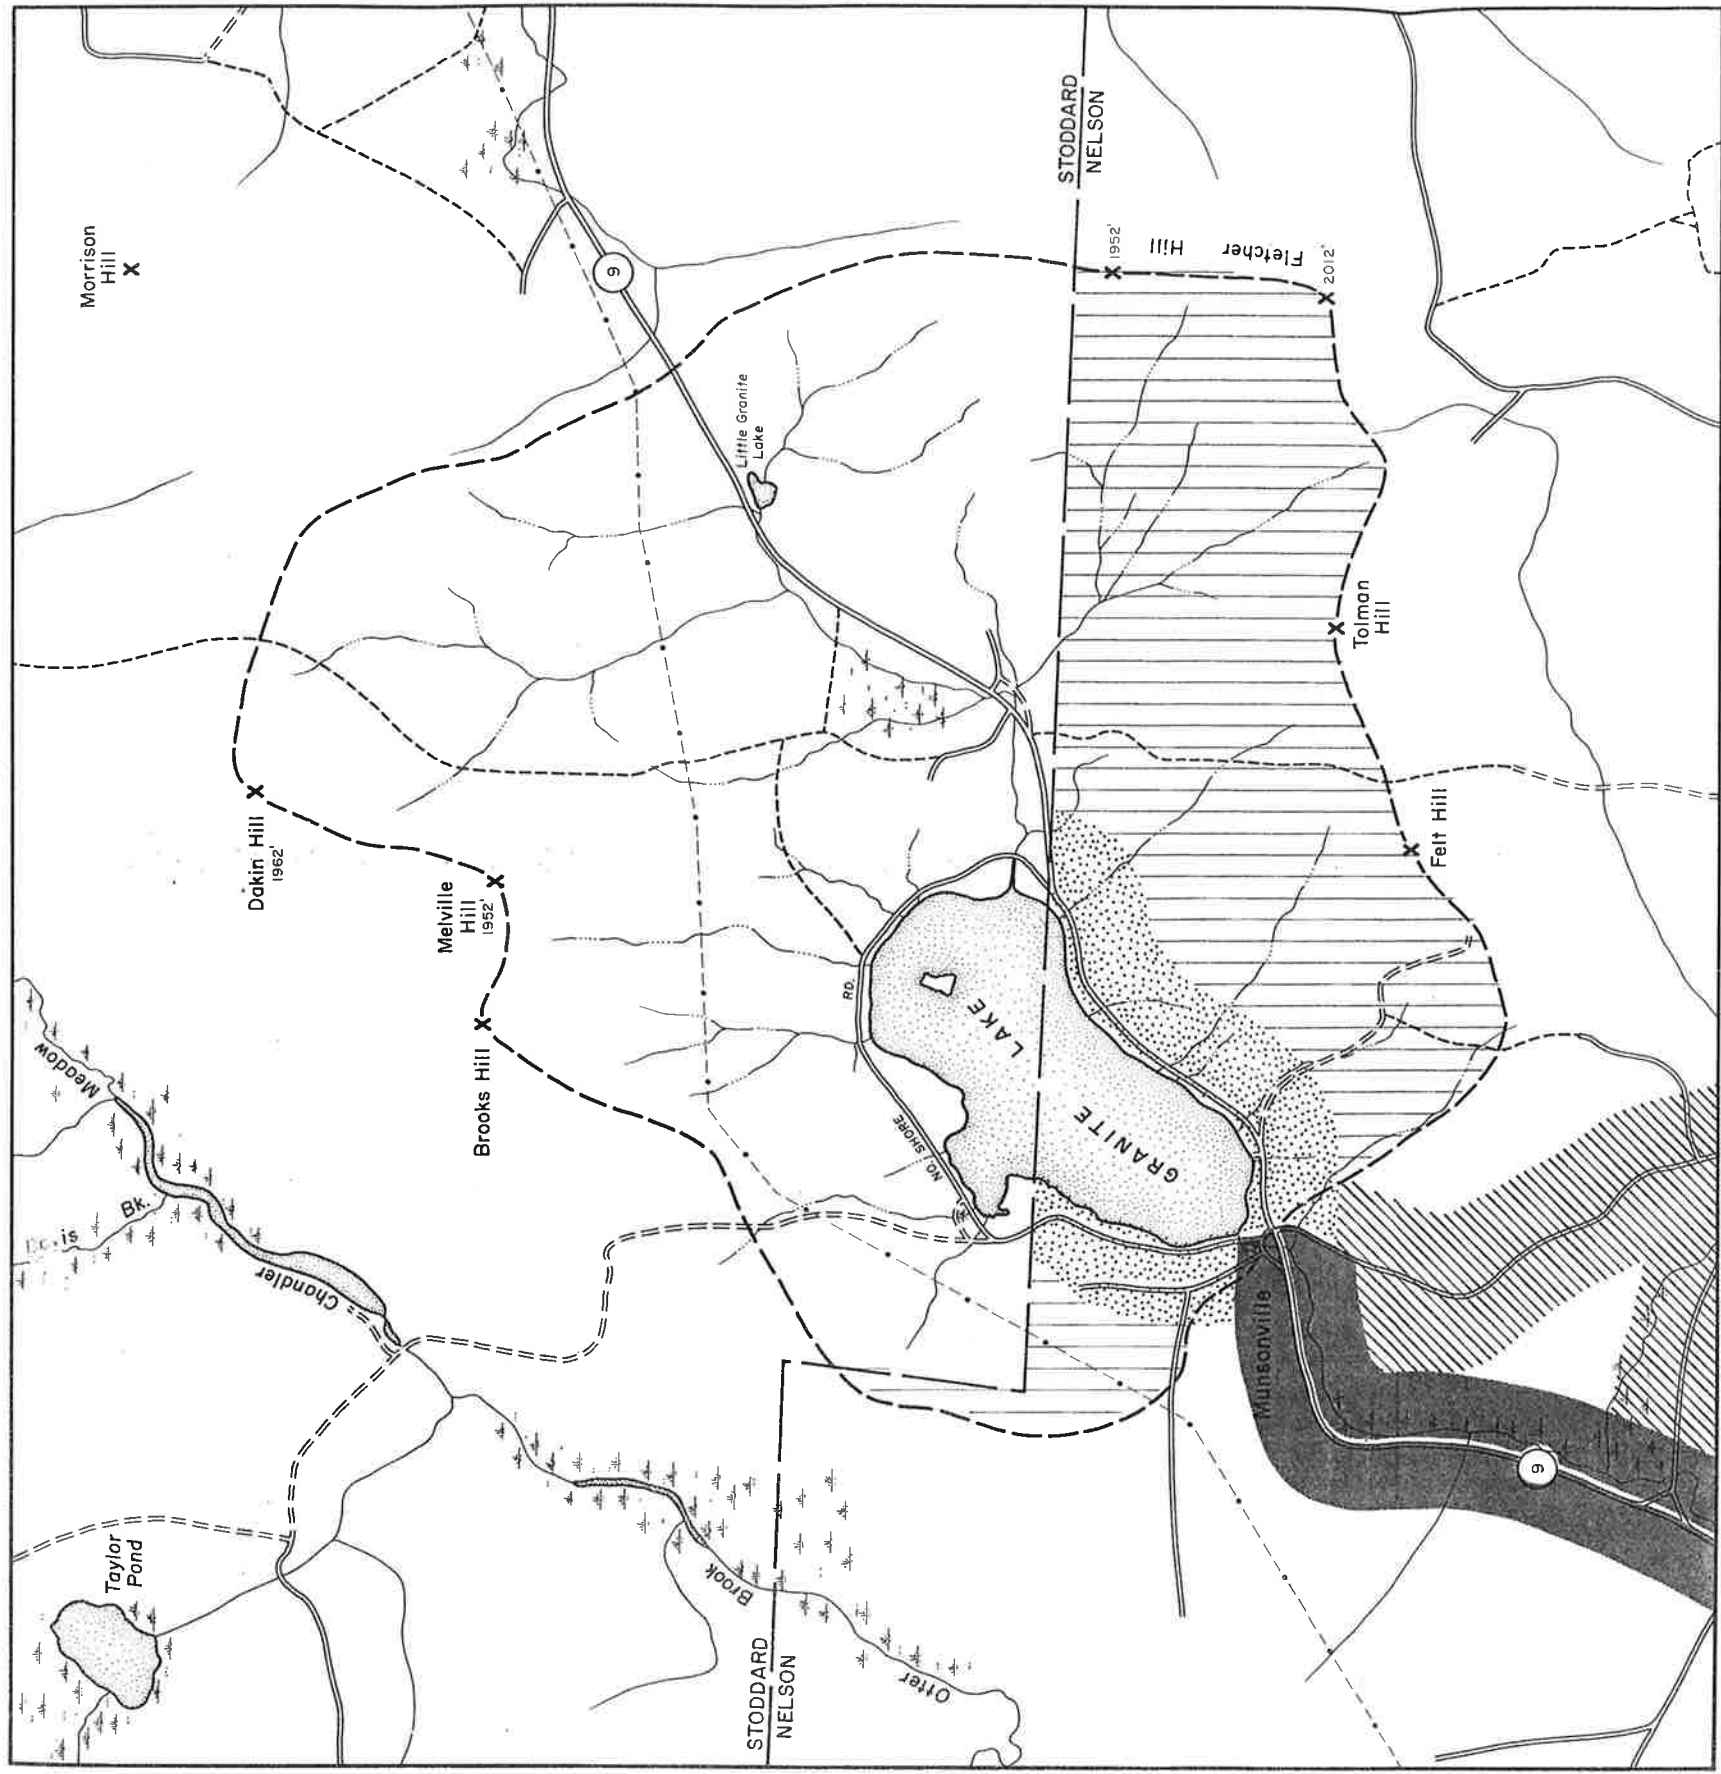 Morrison
Hill
STODDARD
NELSON
1952'
Fletcher Hill
2012'
9
Little Granite
Lake
Tolman
Hill
Dakin Hill
1962'
Melville
Hill
1952'
Felt Hill
Brooks Hill
RD.
NO. SHORE
GRANITE LAKE
Meadow
Bk.
Chandler
Munsonville
9
Taylor
Pond
Brook
Otter
STODDARD
NELSON